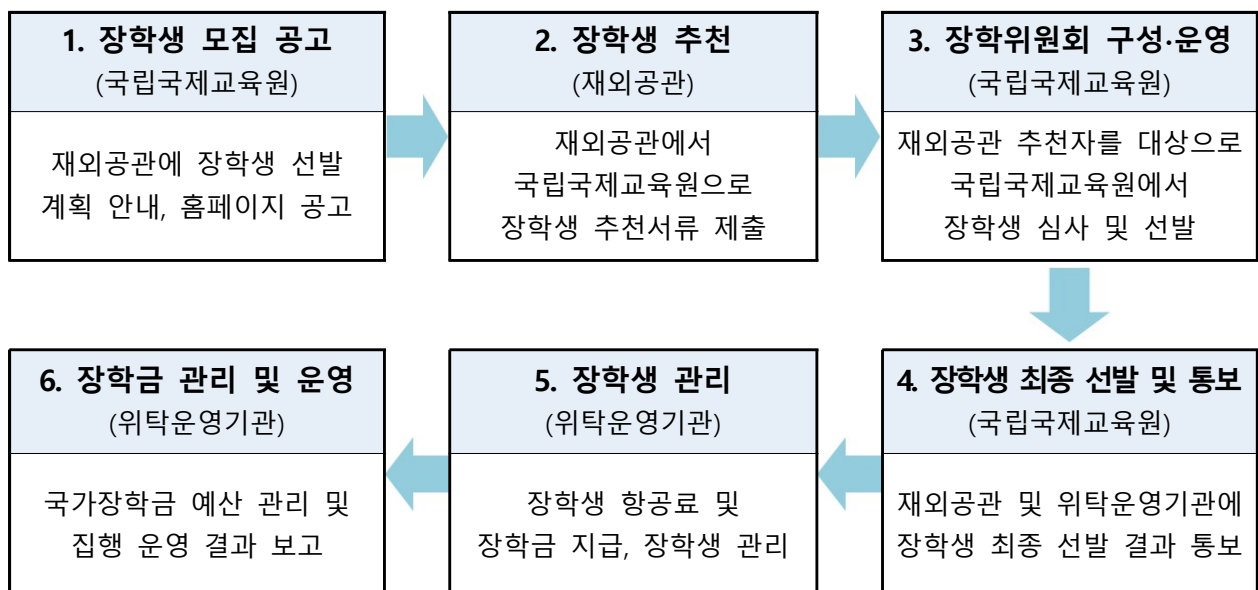 1. 장학생 모집 공고
(국립국제교육원)
재외공관에 장학생 선발
계획 안내, 홈페이지 공고
2. 장학생 추천
(재외공관)
재외공관에서
국립국제교육원으로
장학생 추천서류 제출
3. 장학위원회 구성·운영
(국립국제교육원)
재외공관 추천자를 대상으로
국립국제교육원에서
장학생 심사 및 선발
4. 장학생 최종 선발 및 통보
(국립국제교육원)
재외공관 및 위탁운영기관에
장학생 최종 선발 결과 통보
5. 장학생 관리
(위탁운영기관)
장학생 항공료 및
장학금 지급, 장학생 관리
6. 장학금 관리 및 운영
(위탁운영기관)
국가장학금 예산 관리 및
집행 운영 결과 보고